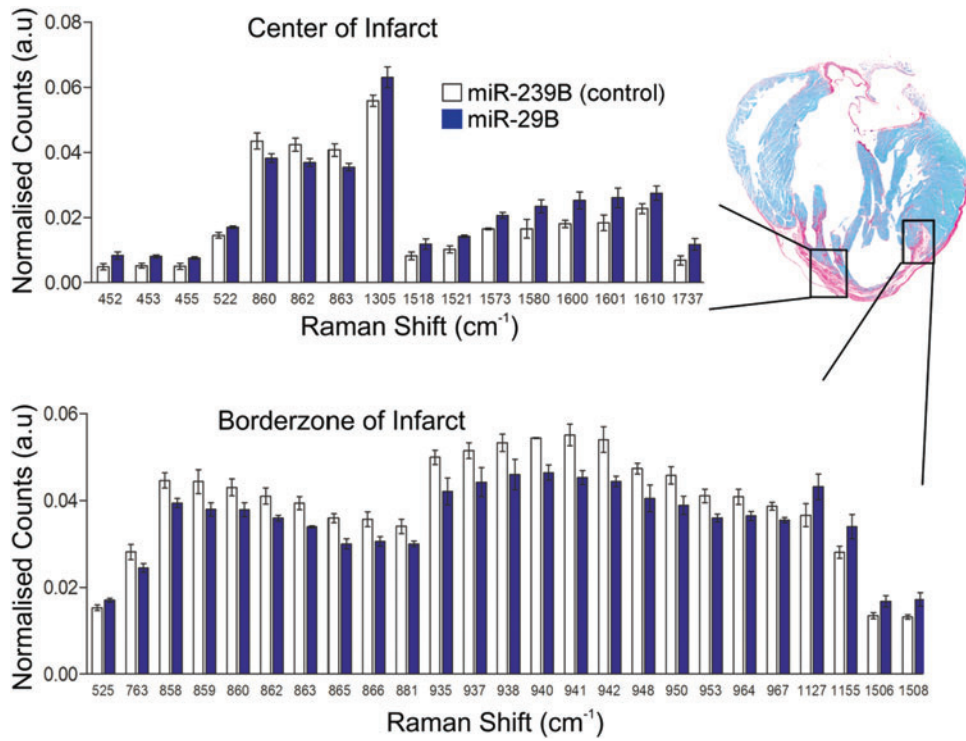 Center of Infarct
Normalised Counts (a.u)
0.08
0.06
0.04
0.02
0.00
miR-239B (control)
miR-29B
452 453 455 522 860 862 863 1305 1518 1521 1573 1580 1600 1601 1610 1737
Raman Shift (cm⁻¹)
Borderzone of Infarct
Normalised Counts (a.u)
0.06
0.04
0.02
0.00
525 763 858 859 860 862 863 865 866 881 935 937 938 940 941 942 948 950 953 964 967 1127 1155 1506 1508
Raman Shift (cm⁻¹)